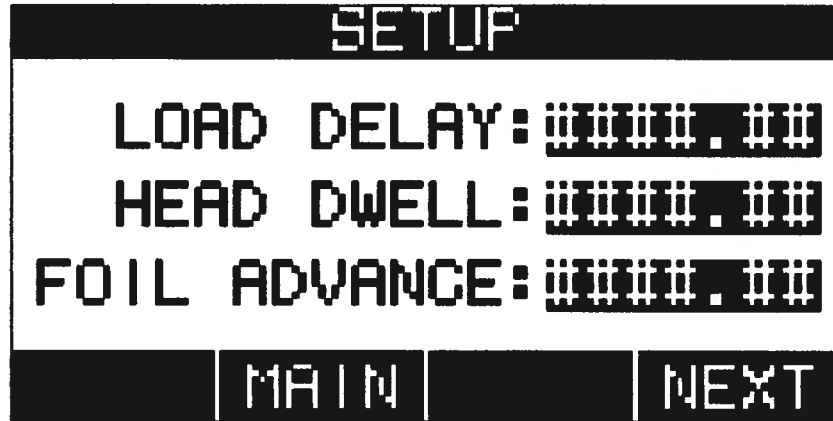 SETUP
LOAD DELAY:####.##
HEAD DWELL:####.##
FOIL ADVANCE:####.##
MAIN NEXT